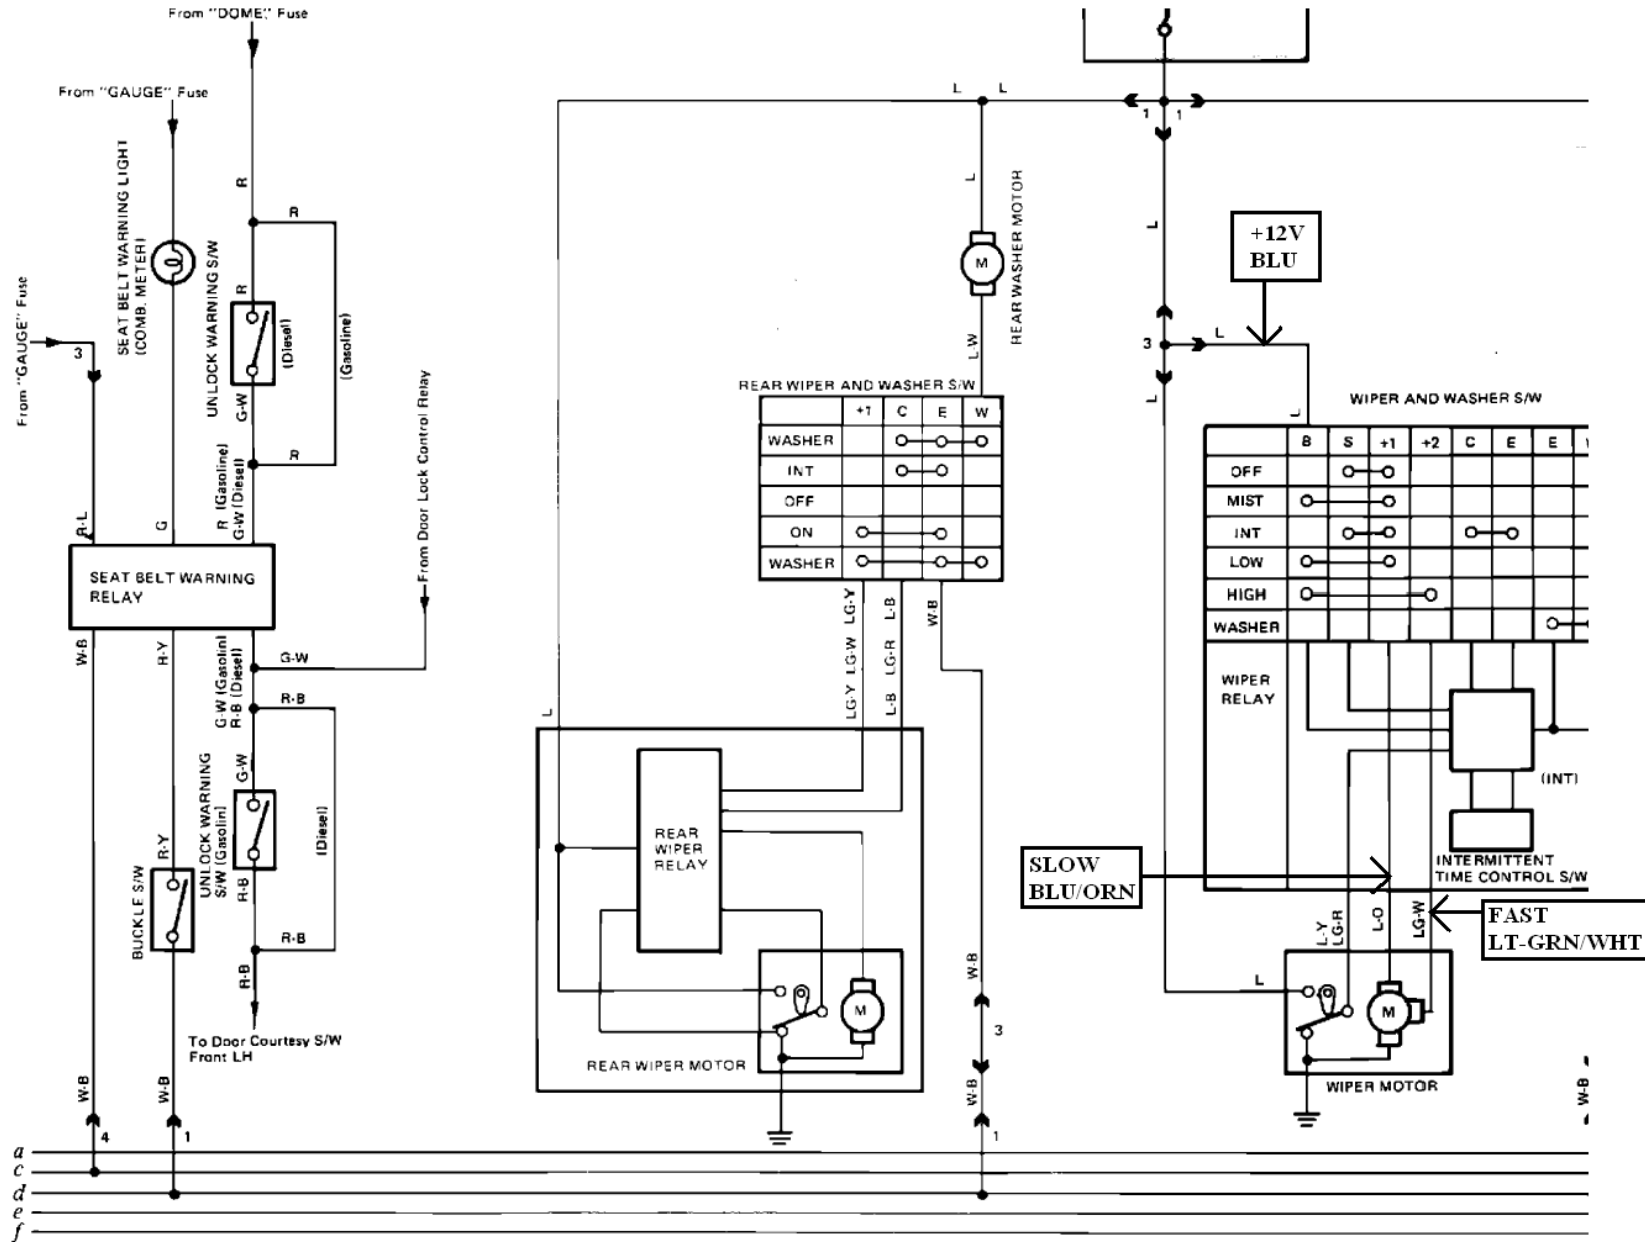 From "DOME" Fuse
From "GAUGE" Fuse
From "GAUGE" Fuse
3
SEAT BELT WARNING LIGHT
(COMB. METER)
R
R
UNLOCK WARNING S/W
R
(Diesel)
(Gasoline)
G-W
R
R (Gasoline)
G-W (Diesel)
From Door Lock Control Relay
R-L
G
SEAT BELT WARNING
RELAY
W-B
R-Y
G-W (Gasolin)
R-B (Diesel)
G-W
R-B
UNLOCK WARNING
S/W (Gasolin)
G-W
(Diesel)
R-Y
BUCKLE S/W
R-B
R-B
R-B
To Door Courtesy S/W
Front LH
W-B
W-B
4
1
L
L
1
1
L
REAR WASHER MOTOR
M
L-W
REAR WIPER AND WASHER S/W
+1 C E W
WASHER
INT
OFF
ON
WASHER
LG-Y
L-B
W-B
LG-W
LG-R
LG-Y
L-B
L
REAR
WIPER
RELAY
M
REAR WIPER MOTOR
W-B
3
W-B
1
L
+12V
BLU
3
L
L
L
WIPER AND WASHER S/W
B S +1 +2 C E E
OFF
MIST
INT
LOW
HIGH
WASHER
WIPER
RELAY
(INT)
INTERMITTENT
TIME CONTROL S/W
SLOW
BLU/ORN
FAST
LT-GRN/WHT
L-Y
LG-R
L-O
LG-W
L
M
WIPER MOTOR
W-B
a
c
d
e
f